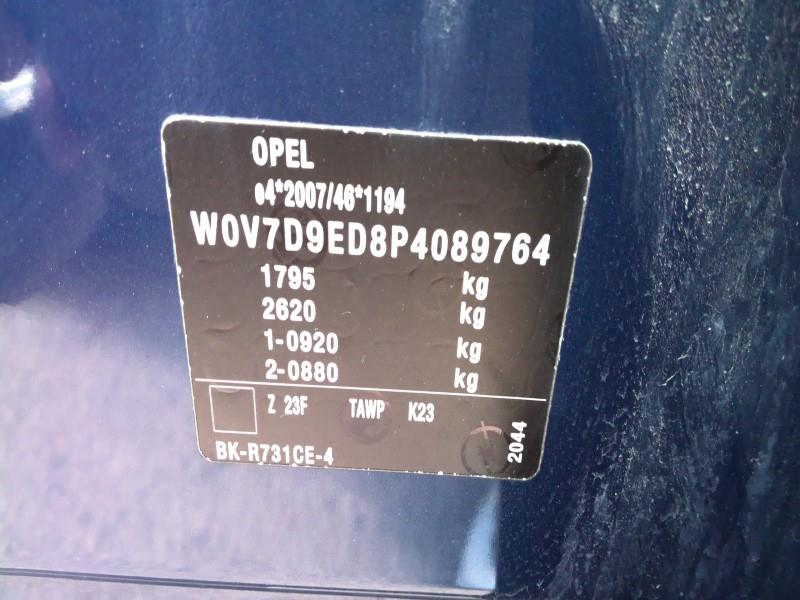 OPEL
e4*2007/46*1194
W0V7D9ED8P4089764
1795 kg
2620 kg
1-0920 kg
2-0880 kg
Z 23F TAWP K23
BK-R731CE-4
2044